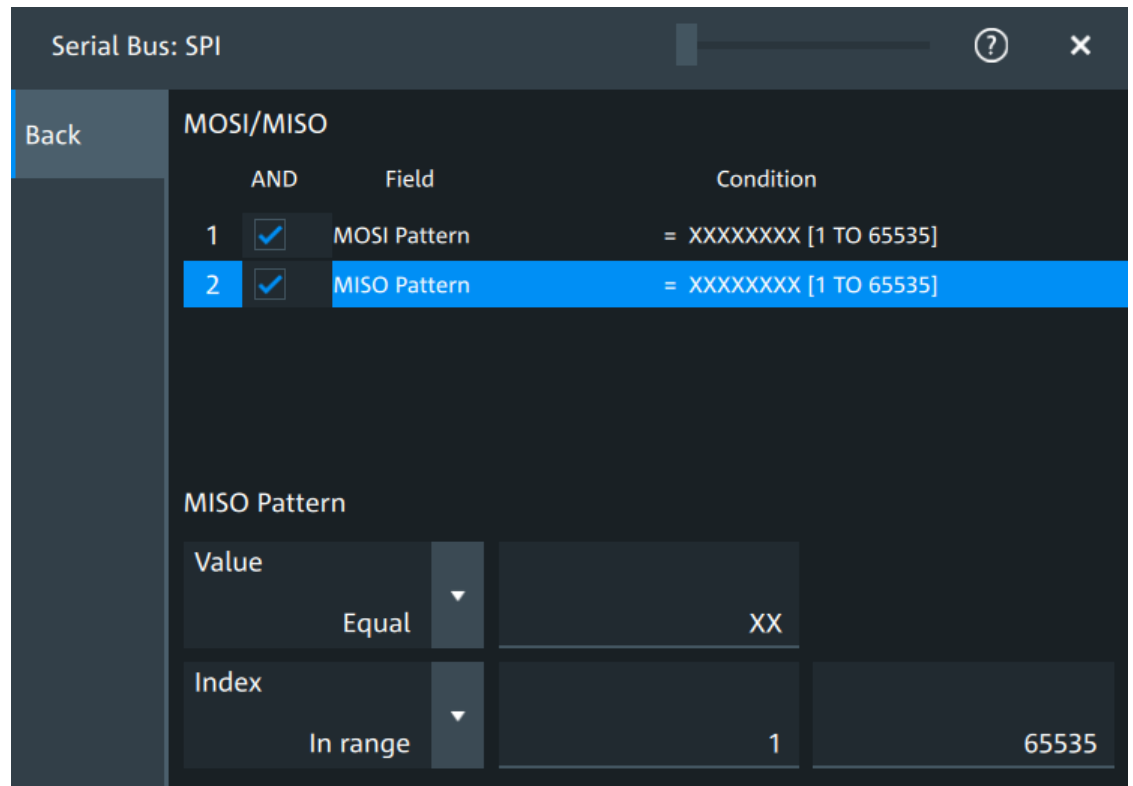 Serial Bus: SPI ?
Back
MOSI/MISO
AND Field Condition
1 MOSI Pattern = XXXXXXXX [1 TO 65535]
2 MISO Pattern = XXXXXXXX [1 TO 65535]
MISO Pattern
Value
Equal XX
Index
In range 1 65535